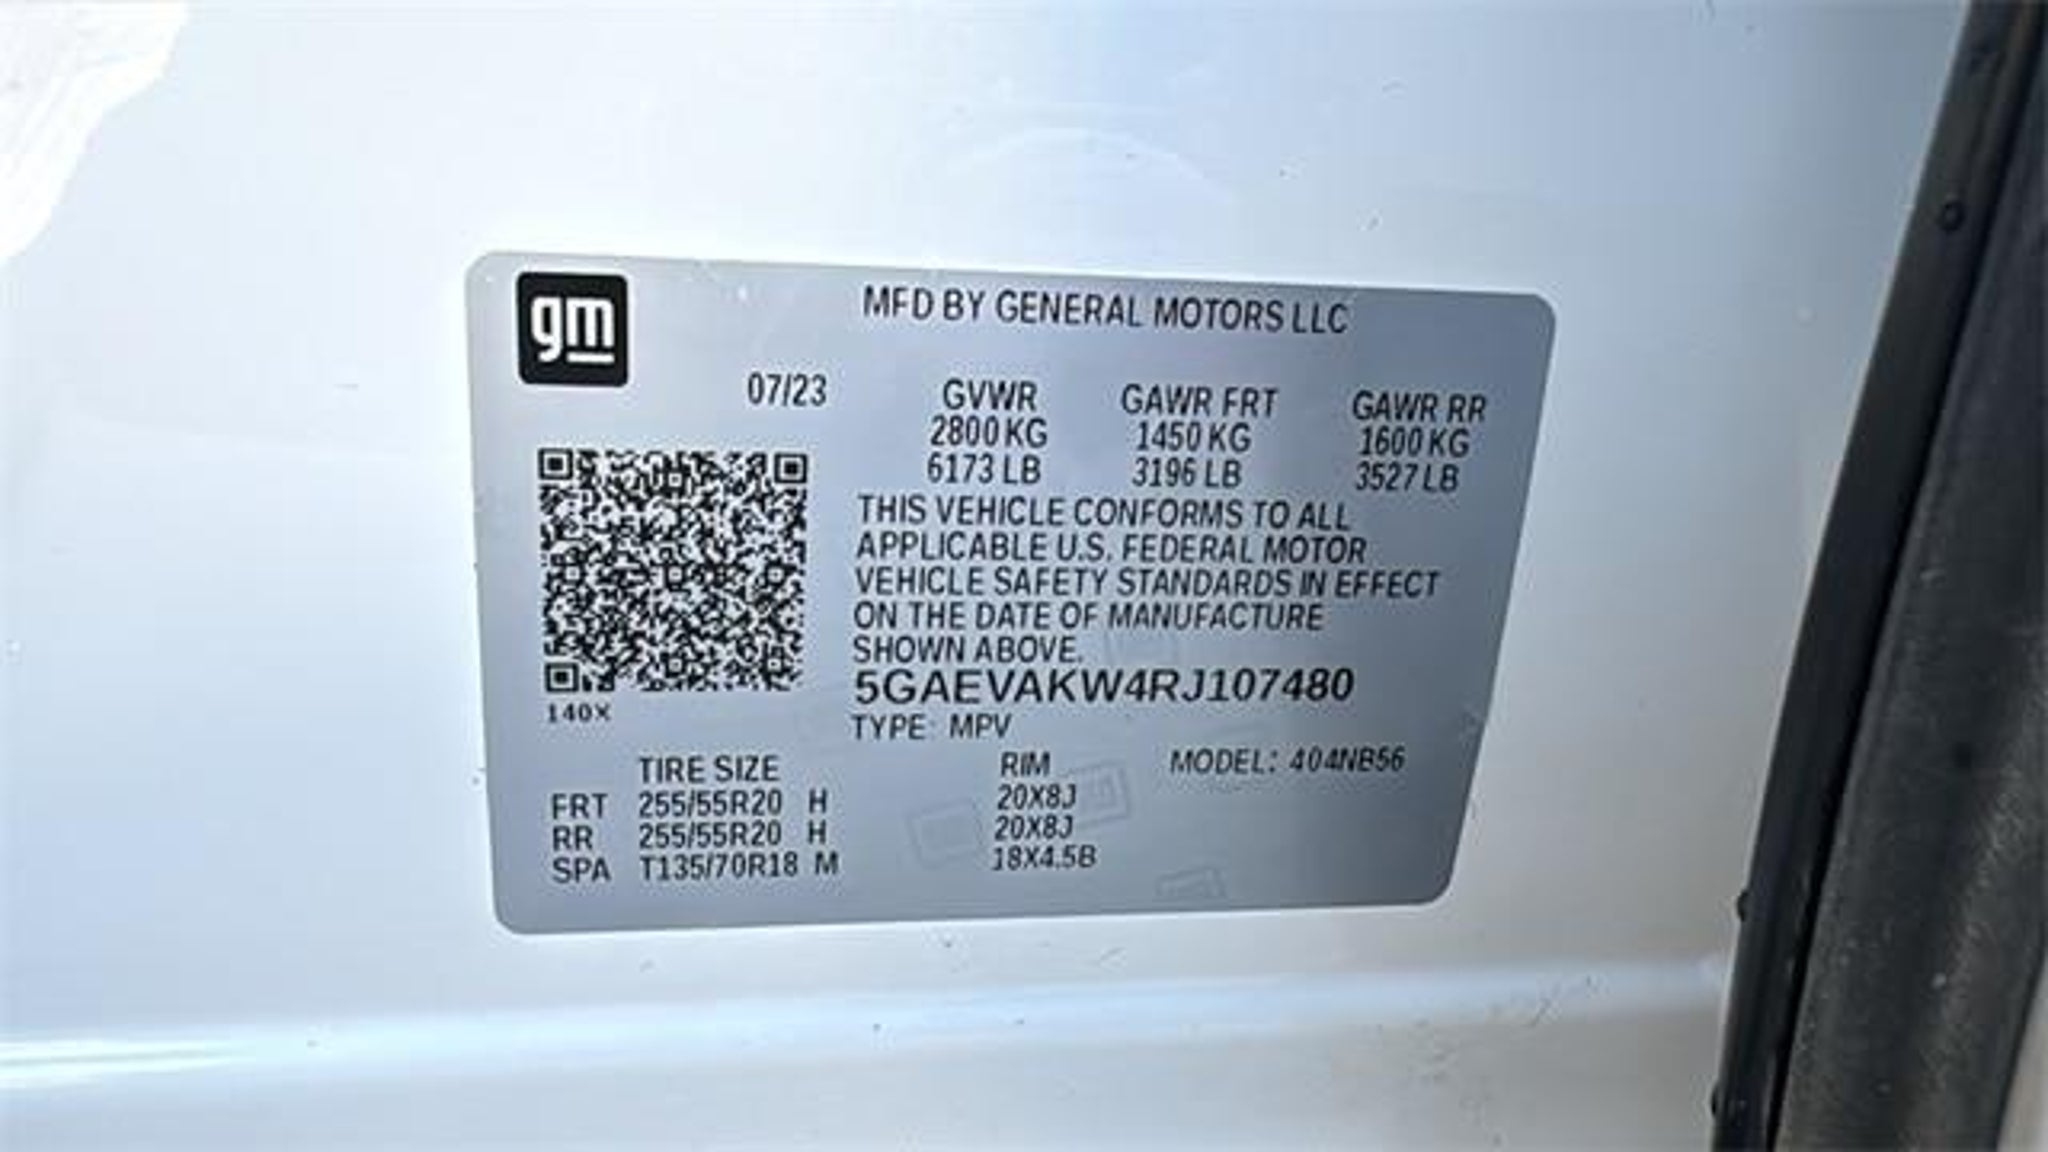 gm
MFD BY GENERAL MOTORS LLC
07/23 GVWR GAWR FRT GAWR RR
2800 KG 1450 KG 1600 KG
6173 LB 3196 LB 3527 LB
THIS VEHICLE CONFORMS TO ALL
APPLICABLE U.S. FEDERAL MOTOR
VEHICLE SAFETY STANDARDS IN EFFECT
ON THE DATE OF MANUFACTURE
SHOWN ABOVE.
5GAEVAKW4RJ107480
140X
TYPE: MPV
TIRE SIZE RIM MODEL: 404NB56
FRT 255/55R20 H 20X8J
RR 255/55R20 H 20X8J
SPA T135/70R18 M 18X4.5B